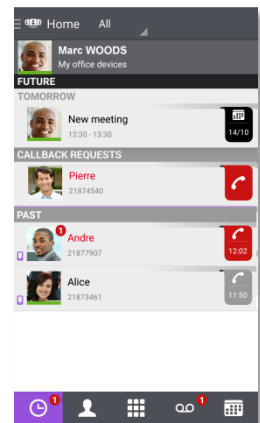 Home All
Marc WOODS
My office devices
FUTURE
TOMORROW
New meeting
12:30 - 13:30
14/10
CALLBACK REQUESTS
Pierre
21874540
PAST
1
Andre
21877907
12:02
Alice
21873461
11:50
1
1